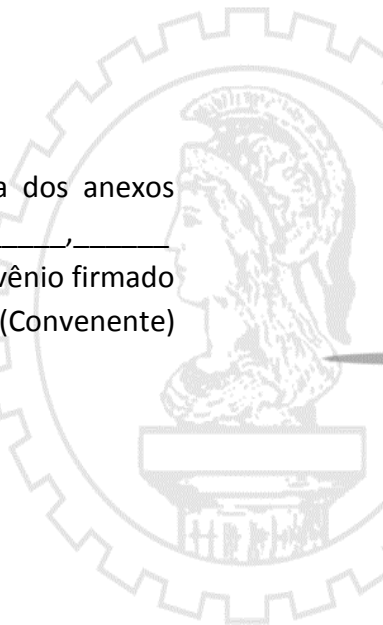 a dos anexos
_____,______
vênio firmado
(Convenente)